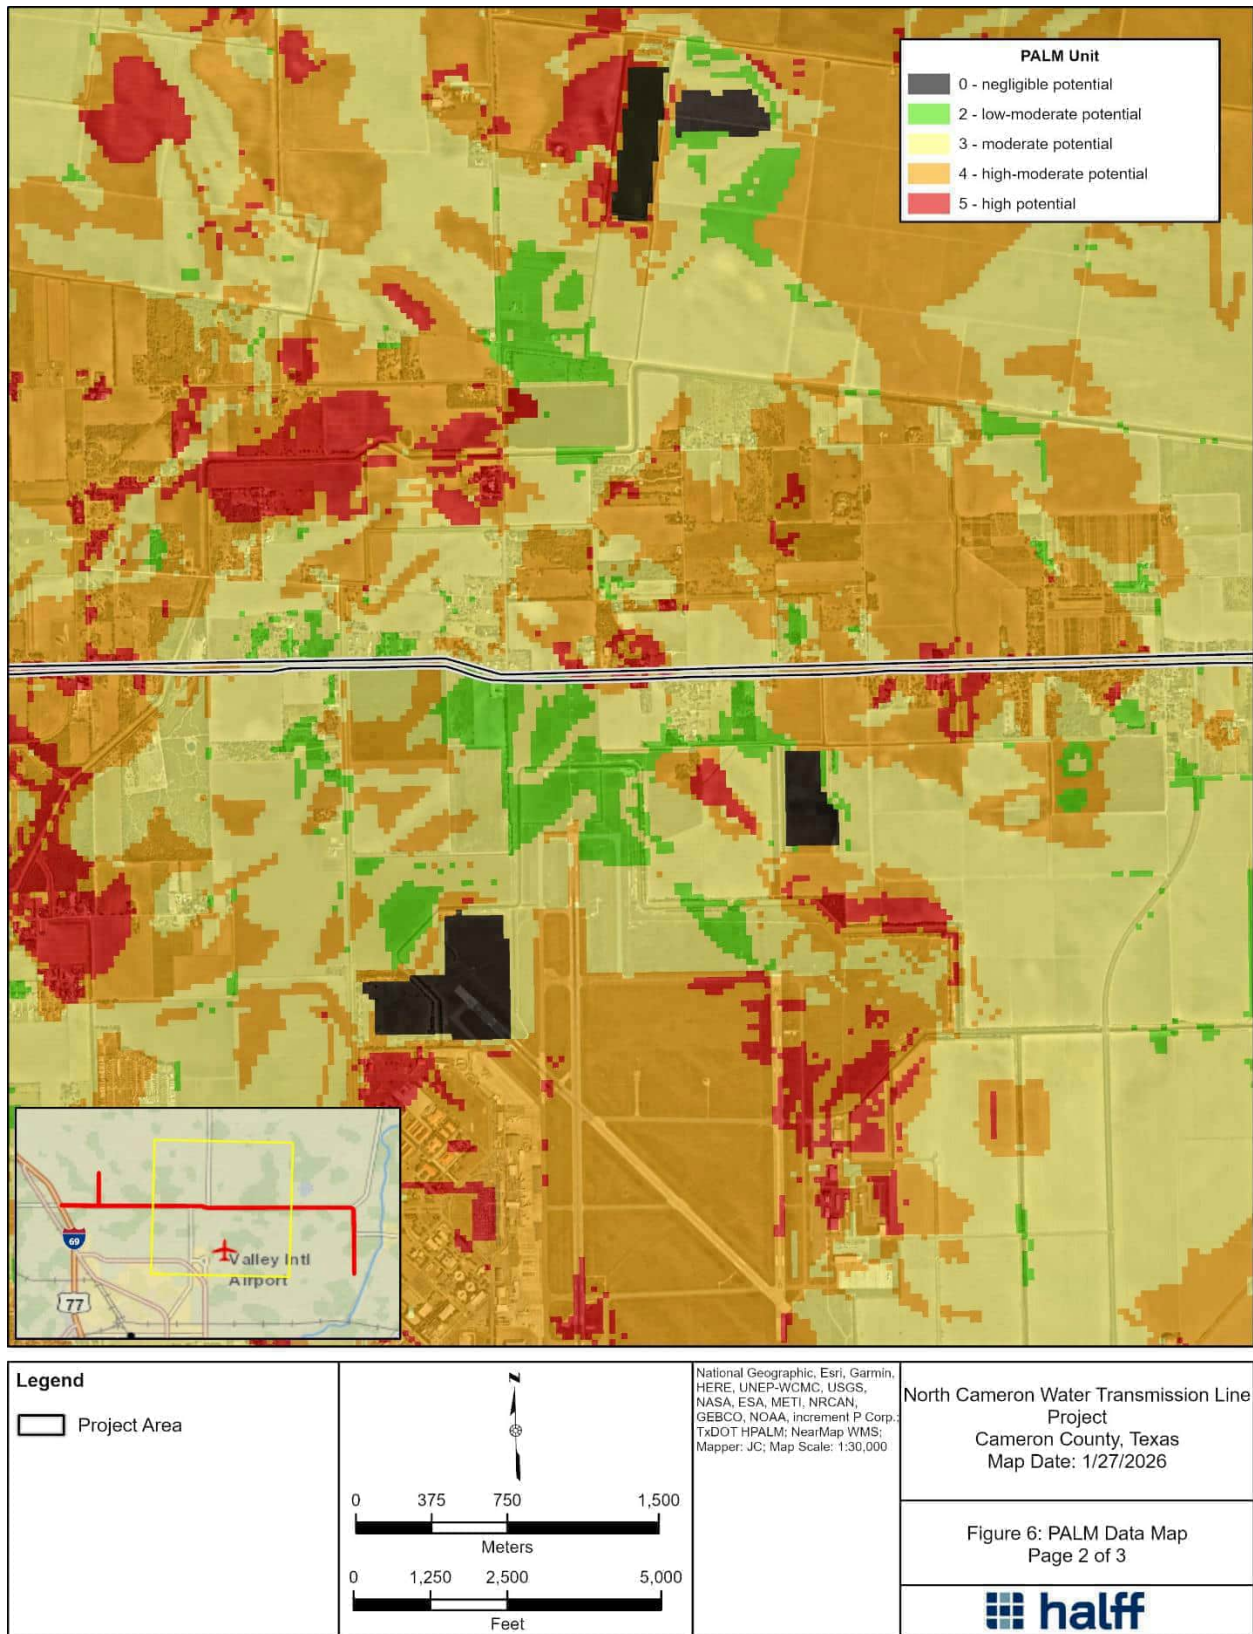 PALM Unit
0 - negligible potential
2 - low-moderate potential
3 - moderate potential
4 - high-moderate potential
5 - high potential
69
Valley Intl
Airport
77
Legend
Project Area
N
0 375 750 1,500
Meters
0 1,250 2,500 5,000
Feet
National Geographic, Esri, Garmin,
HERE, UNEP-WCMC, USGS,
NASA, ESA, METI, NRCAN,
GEBCO, NOAA, increment P Corp.;
TxDOT HPALM; NearMap WMS;
Mapper: JC; Map Scale: 1:30,000
North Cameron Water Transmission Line
Project
Cameron County, Texas
Map Date: 1/27/2026
Figure 6: PALM Data Map
Page 2 of 3
halff